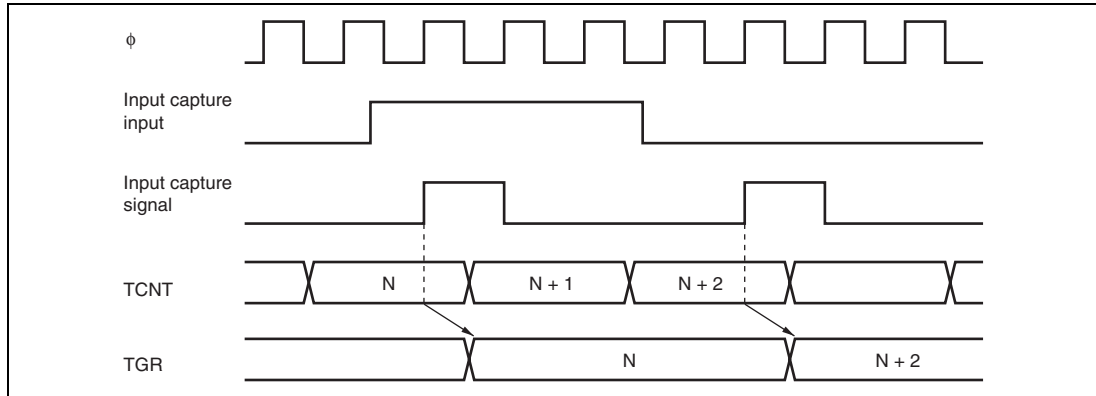 φ
Input capture
input
Input capture
signal
TCNT
N
N + 1
N + 2
TGR
N
N + 2